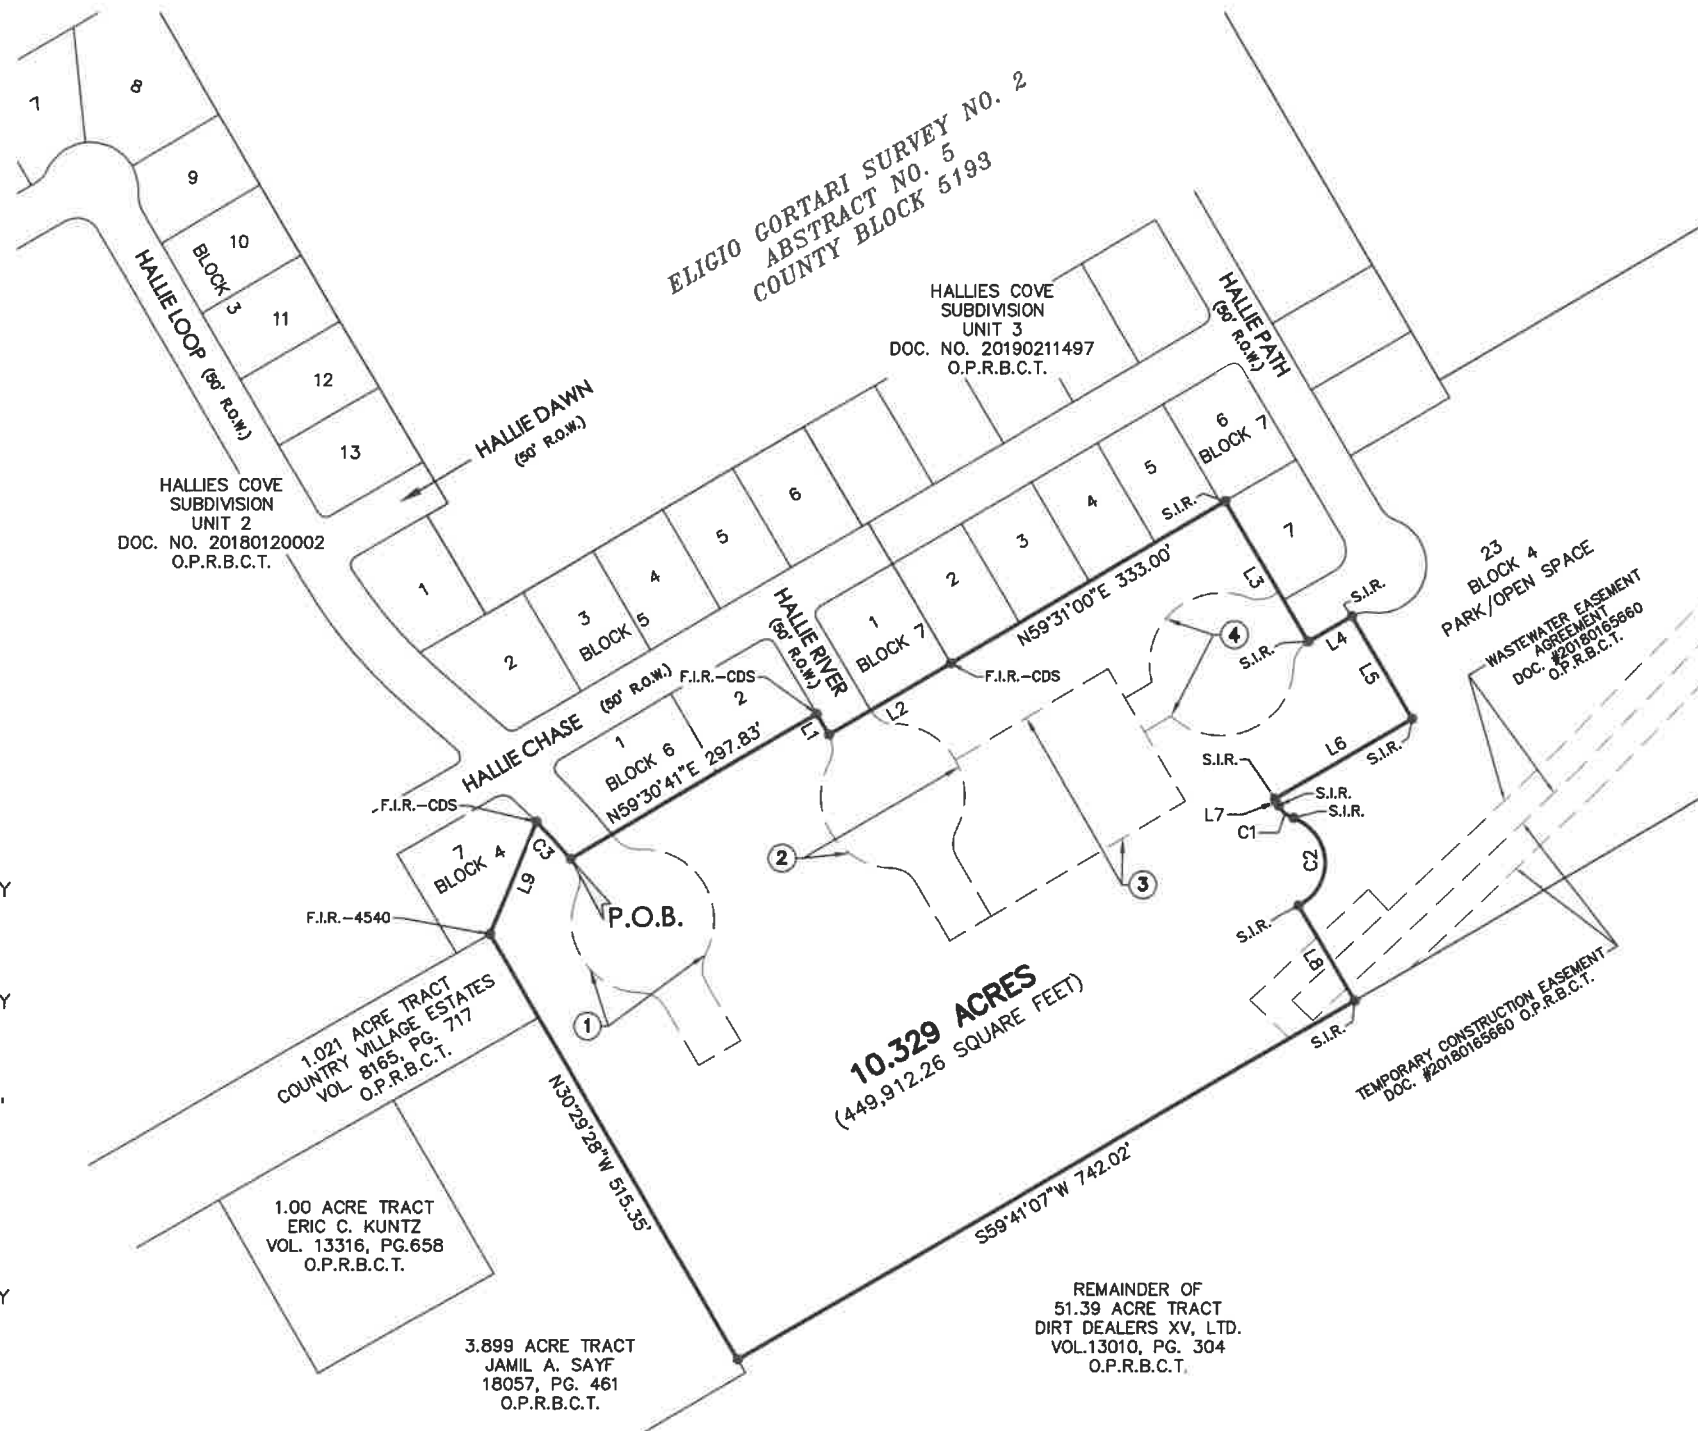 7
8
9
10
BLOCK 3
11
12
13
HALLIE LOOP (50' R.O.W.)
HALLIES COVE
SUBDIVISION
UNIT 2
DOC. NO. 20180120002
O.P.R.B.C.T.
HALLIE DAWN
(50' R.O.W.)
ELIGIO GORTARI SURVEY NO. 2
ABSTRACT NO. 5
COUNTY BLOCK 5193
HALLIES COVE
SUBDIVISION
UNIT 3
DOC. NO. 20190211497
O.P.R.B.C.T.
HALLIE PATH
(50' R.O.W.)
1
2
3
BLOCK 5
4
5
6
HALLIE CHASE (50' R.O.W.)
HALLIE RIVER
(50' R.O.W.)
1
BLOCK 7
2
3
4
5
6
BLOCK 7
7
S.I.R.
N59°31'00"E 333.00'
F.I.R.-CDS
F.I.R.-CDS
1
BLOCK 6
2
N59°30'41"E 297.83'
L1
L2
L3
4
S.I.R.
L4
S.I.R.
L5
23
BLOCK 4
PARK/OPEN SPACE
WASTEWATER EASEMENT
AGREEMENT
DOC. #20180165660
O.P.R.B.C.T.
L6
S.I.R.
S.I.R.
S.I.R.
L7
S.I.R.
C1
C2
S.I.R.
L8
S.I.R.
TEMPORARY CONSTRUCTION EASEMENT
DOC. #20180165660 O.P.R.B.C.T.
F.I.R.-CDS
7
BLOCK 4
C3
L9
F.I.R.-4540
P.O.B.
1
2
3
10.329 ACRES
(449,912.26 SQUARE FEET)
1.021 ACRE TRACT
COUNTRY VILLAGE ESTATES
VOL. 8165, PG. 717
O.P.R.B.C.T.
N30°29'28"W 515.35'
S59°41'07"W 742.02'
1.00 ACRE TRACT
ERIC C. KUNTZ
VOL. 13316, PG.658
O.P.R.B.C.T.
3.899 ACRE TRACT
JAMIL A. SAYF
18057, PG. 461
O.P.R.B.C.T.
REMAINDER OF
51.39 ACRE TRACT
DIRT DEALERS XV, LTD.
VOL.13010, PG. 304
O.P.R.B.C.T.
Y
Y
Y